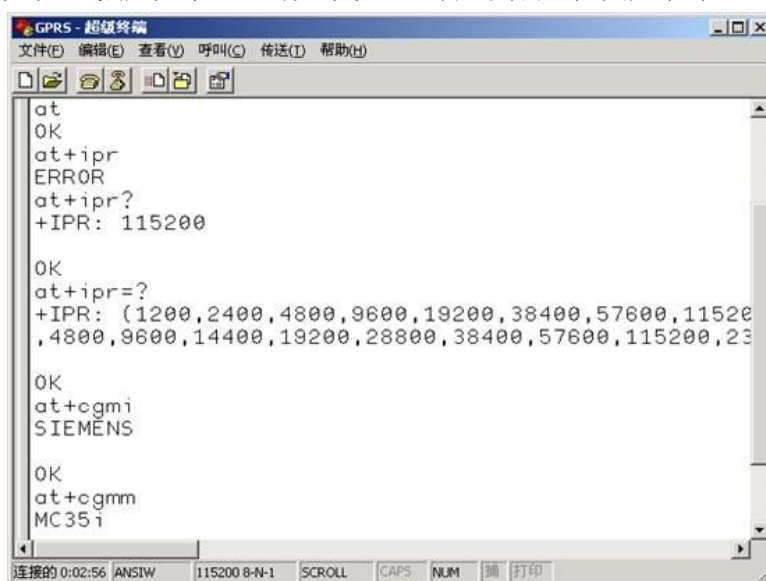 GPRS - 超级终端
文件(F) 编辑(E) 查看(V) 呼叫(C) 传送(T) 帮助(H)
at
OK
at+ipr
ERROR
at+ipr?
+IPR: 115200
OK
at+ipr=?
+IPR: (1200,2400,4800,9600,19200,38400,57600,11520
,4800,9600,14400,19200,28800,38400,57600,115200,23
OK
at+cgmi
SIEMENS
OK
at+cgmm
MC35i
连接的 0:02:56 ANSIW 115200 8-N-1 SCROLL CAPS NUM 捕 打印